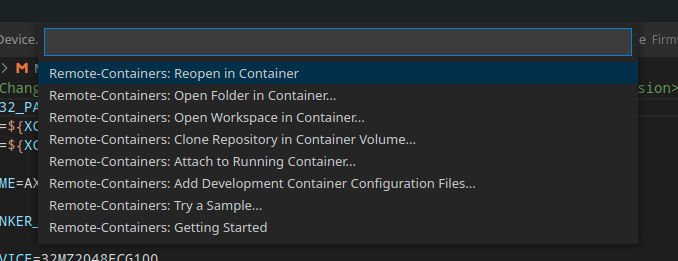 Device.
e Firmw
> M M
Remote-Containers: Reopen in Container
Chang
sion>
Remote-Containers: Open Folder in Container...
32_PA
Remote-Containers: Open Workspace in Container...
=${XC
Remote-Containers: Clone Repository in Container Volume...
=${XC
Remote-Containers: Attach to Running Container...
Remote-Containers: Add Development Container Configuration Files...
ME=AX
Remote-Containers: Try a Sample...
NKER_
Remote-Containers: Getting Started
VICE=32MZ2048ECG100